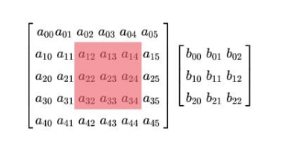 a00 a01 a02 a03 a04 a05
a10 a11 a12 a13 a14 a15 b00 b01 b02
a20 a21 a22 a23 a24 a25 b10 b11 b12
a30 a31 a32 a33 a34 a35 b20 b21 b22
a40 a41 a42 a43 a44 a45